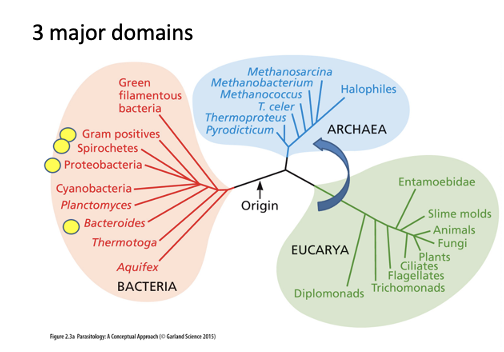 3 major domains
Green
filamentous
bacteria
Gram positives
Spirochetes
Proteobacteria
Cyanobacteria
Planctomyces
Bacteroides
Thermotoga
Aquifex
BACTERIA
Methanosarcina
Methanobacterium
Methanococcus
T. celer
Thermoproteus
Pyrodicticum
Halophiles
ARCHAEA
Origin
Entamoebidae
Slime molds
Animals
Fungi
Plants
Ciliates
Flagellates
Trichomonads
Diplomonads
EUCARYA
Figure 2.3a Parasitology: A Conceptual Approach (© Garland Science 2015)